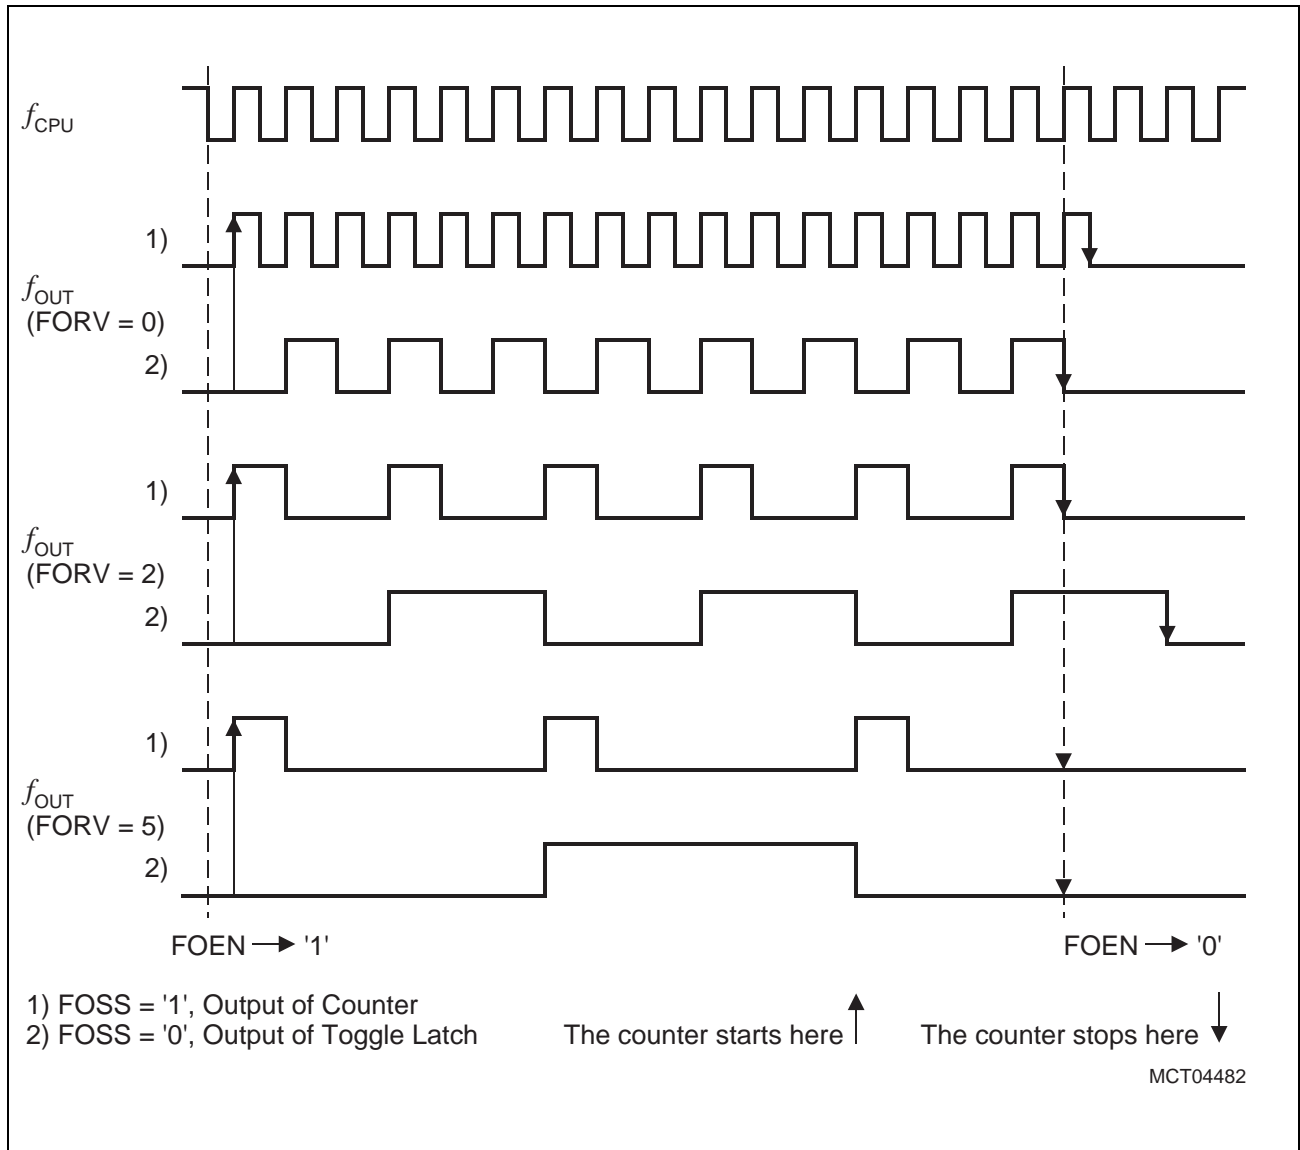 fCPU
1)
fOUT
(FORV = 0)
2)
1)
fOUT
(FORV = 2)
2)
1)
fOUT
(FORV = 5)
2)
FOEN → '1'
FOEN → '0'
1) FOSS = '1', Output of Counter
2) FOSS = '0', Output of Toggle Latch
The counter starts here
The counter stops here
MCT04482